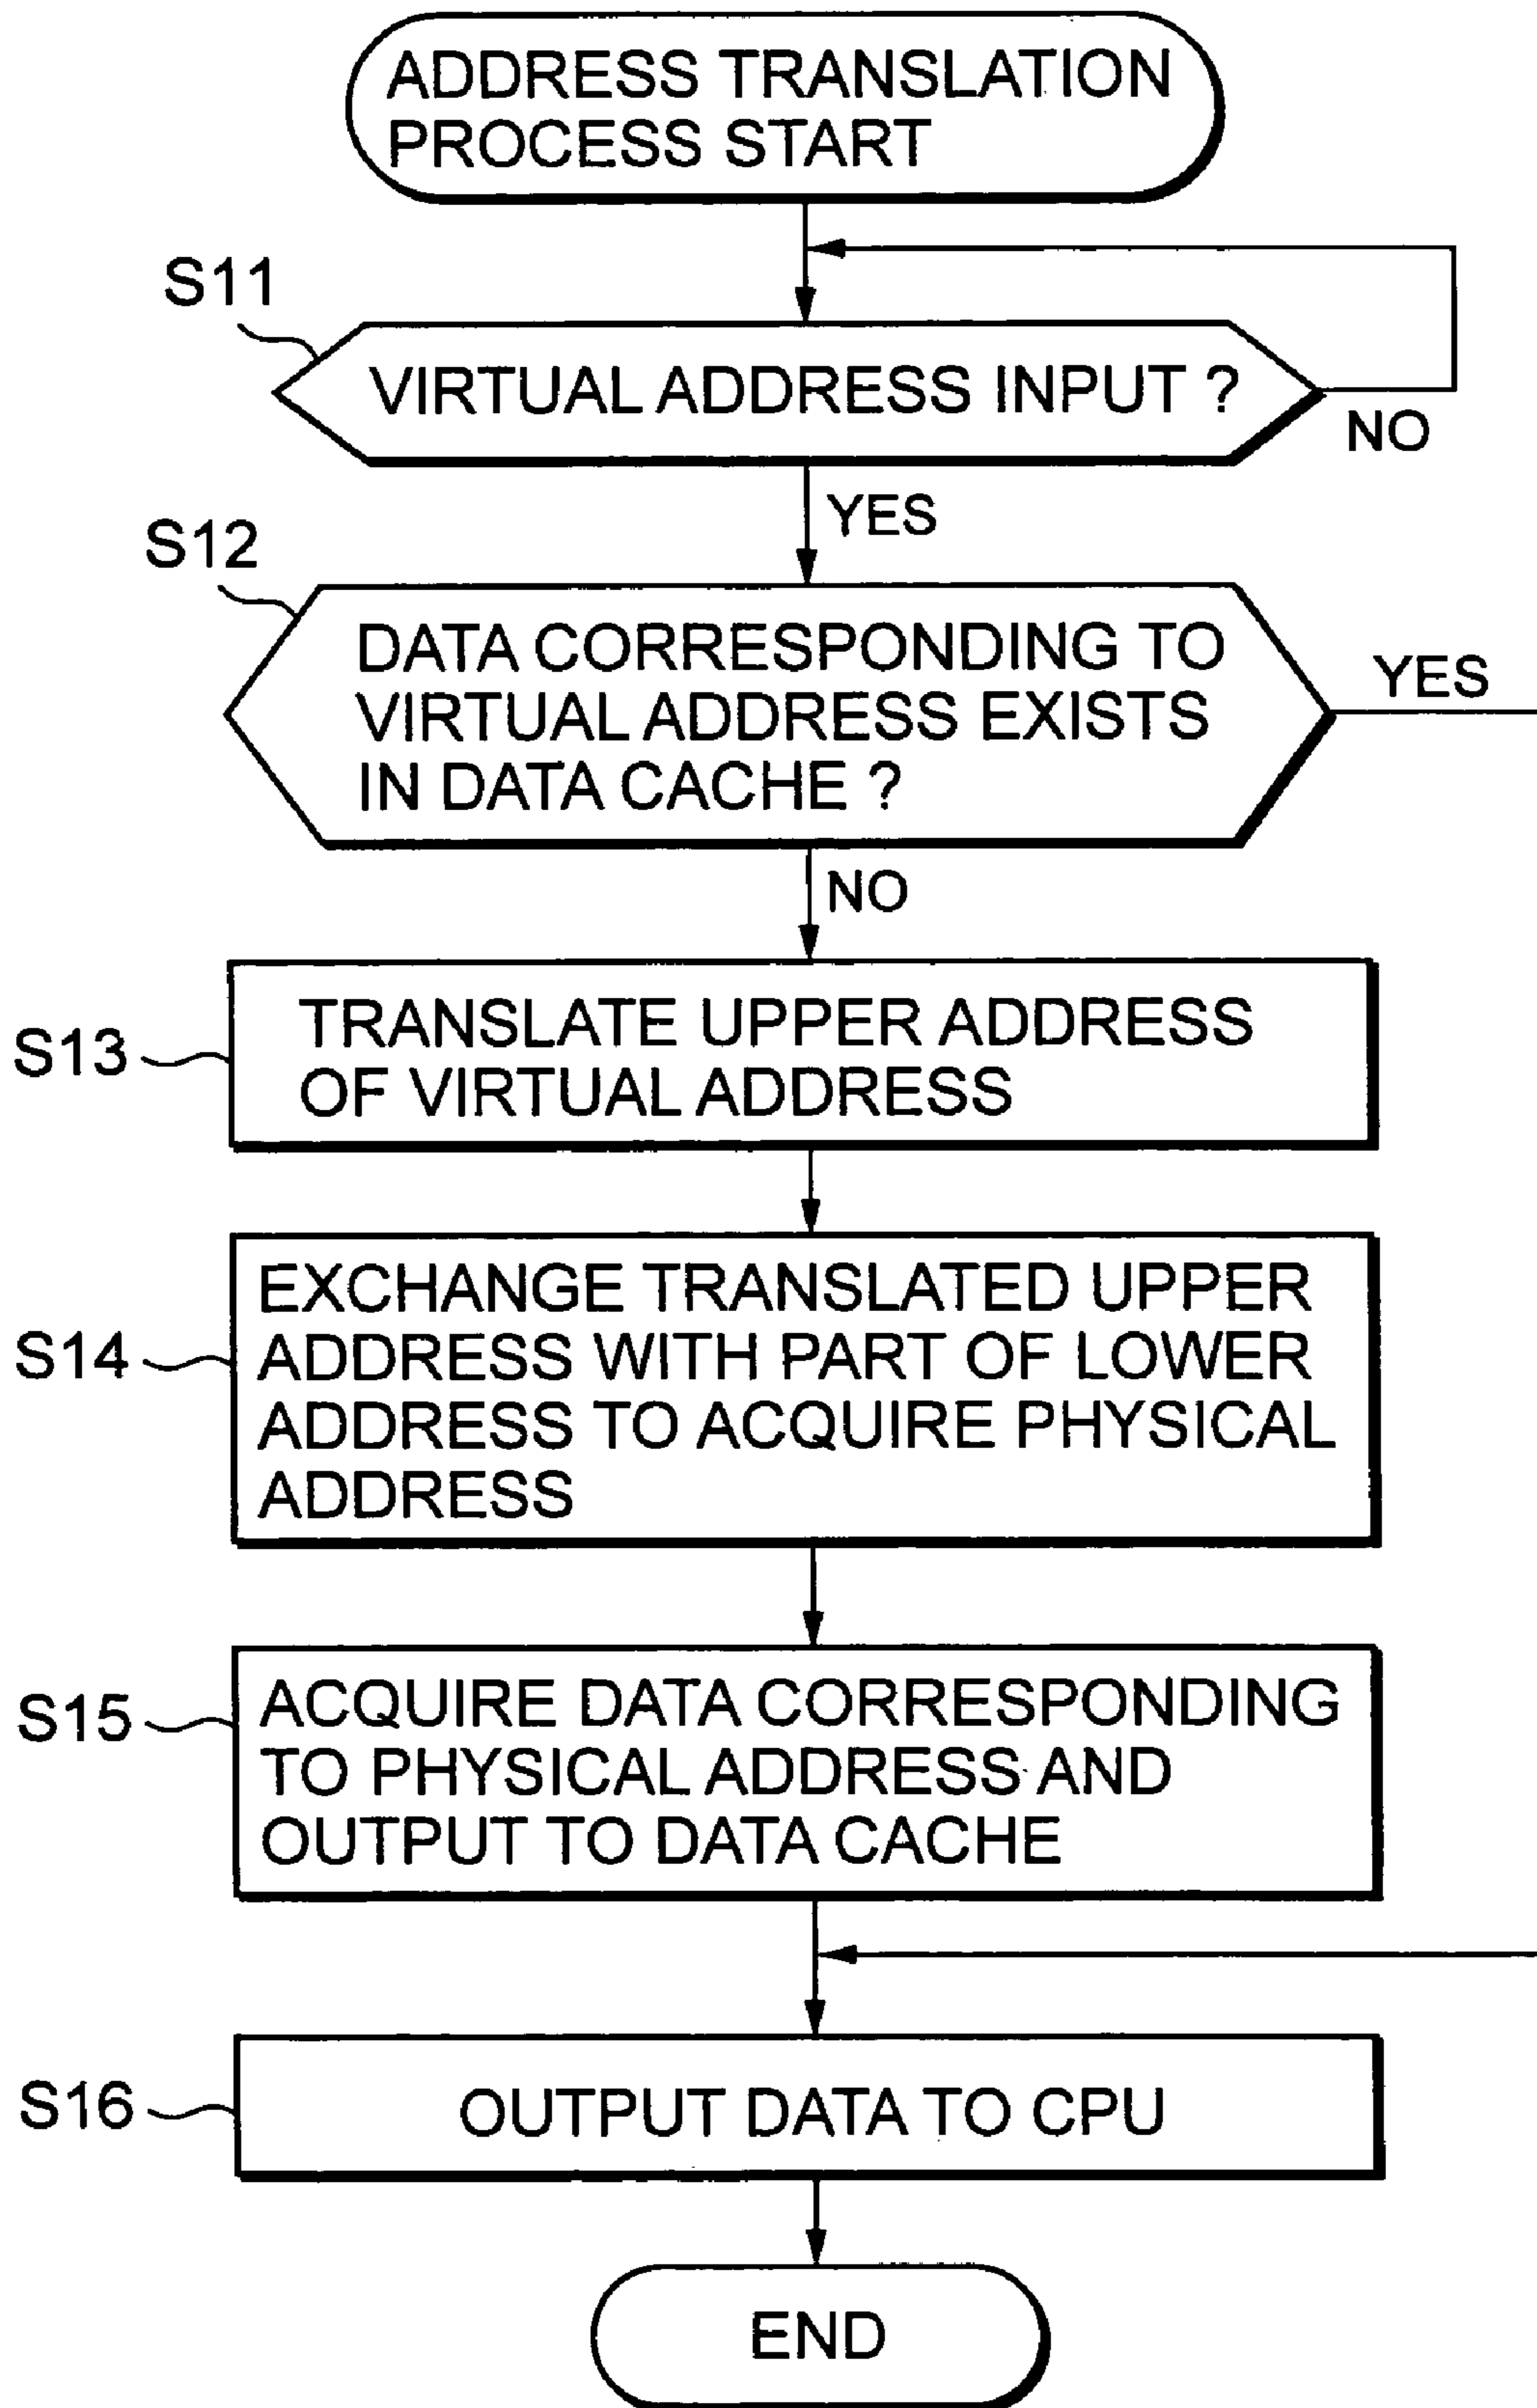 ADDRESS TRANSLATION
PROCESS START
S11
VIRTUAL ADDRESS INPUT ?
NO
YES
S12
DATA CORRESPONDING TO
VIRTUAL ADDRESS EXISTS
IN DATA CACHE ?
YES
NO
S13
TRANSLATE UPPER ADDRESS
OF VIRTUAL ADDRESS
S14
EXCHANGE TRANSLATED UPPER
ADDRESS WITH PART OF LOWER
ADDRESS TO ACQUIRE PHYSICAL
ADDRESS
S15
ACQUIRE DATA CORRESPONDING
TO PHYSICAL ADDRESS AND
OUTPUT TO DATA CACHE
S16
OUTPUT DATA TO CPU
END